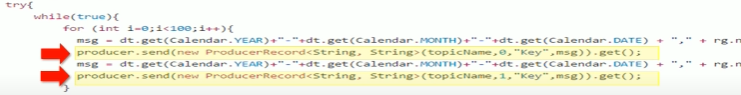 try{
while(true){
for (int i=0;i<100;i++){
msg = dt.get(Calendar.YEAR)+"-"+dt.get(Calendar.MONTH)+"-"+dt.get(Calendar.DATE) + "," + rg.n
producer.send(new ProducerRecord<String, String>(topicName,0,"Key",msg)).get();
msg = dt.get(Calendar.YEAR)+"-"+dt.get(Calendar.MONTH)+"-"+dt.get(Calendar.DATE) + "," + rg.n
producer.send(new ProducerRecord<String, String>(topicName,1,"Key",msg)).get();
}